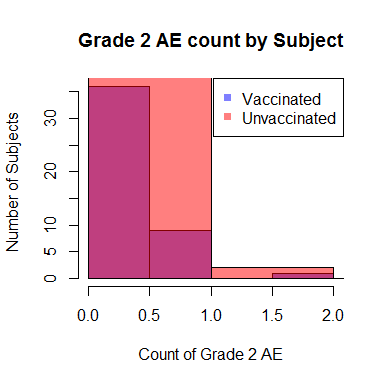 Grade 2 AE count by Subject
Vaccinated
Unvaccinated
Number of Subjects
30
20
10
5
0
0.0 0.5 1.0 1.5 2.0
Count of Grade 2 AE